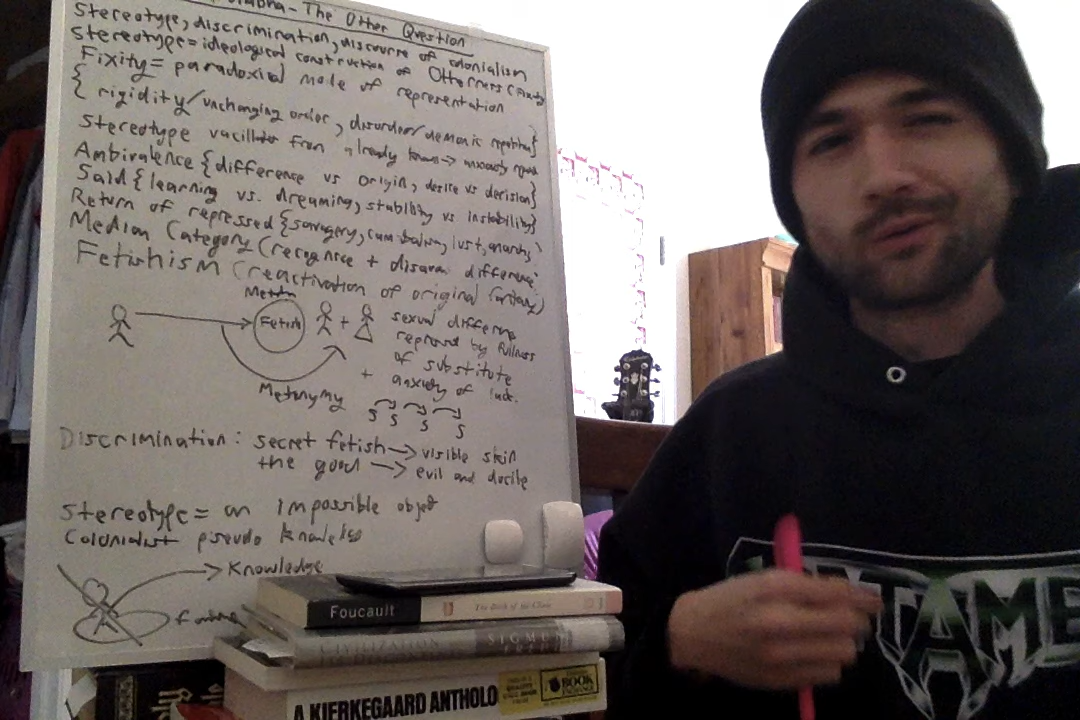 - The Other Question
Stereotype, discrimination, discourse of colonialism
Stereotype = ideological construction of Otherness (Fixity
Fixity = paradoxical mode of representation
{ rigidity/unchanging order, disorder/demonic repetition}
Stereotype vacillates from already known → anxiously
Ambivalence {difference vs origin, desire vs derision}
Said {learning vs. dreaming, stability vs instability}
Return of repressed {savagery, cannibalism, lust, anarchy}
Median Category (recognize + disavow difference
Fetishism (reactivation of original fantasy)
Fetish
+
Metonymy
sexual difference
by fullness
of substitute
+ anxiety of lack.
S S S S
Discrimination: secret fetish → visible skin
the good → evil and docile
Stereotype = an impossible object
Colonialist pseudo knowledge
→ Knowledge
Foucault
The Birth of the Clinic
CIVILIZATION
A KIERKEGAARD ANTHOLO
BOOK
TAME